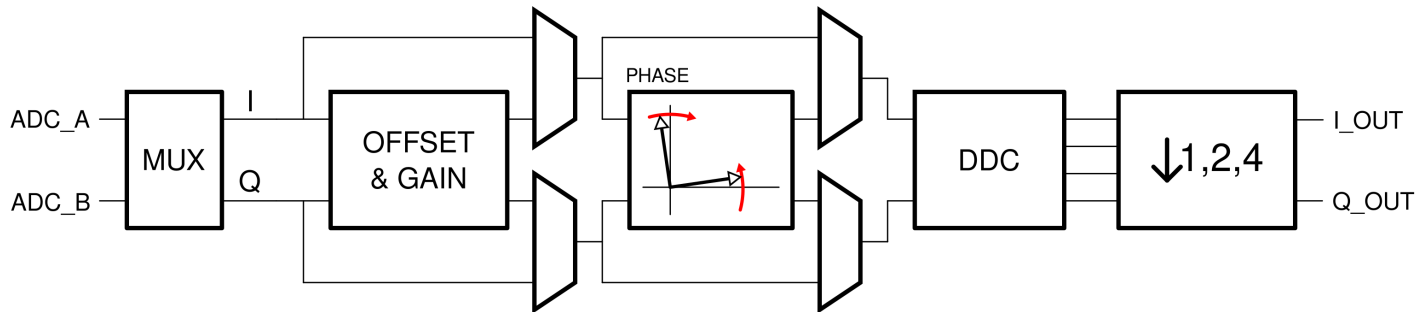 PHASE
ADC_A
I
MUX
OFFSET
& GAIN
DDC
↓1,2,4
I_OUT
ADC_B
Q
Q_OUT